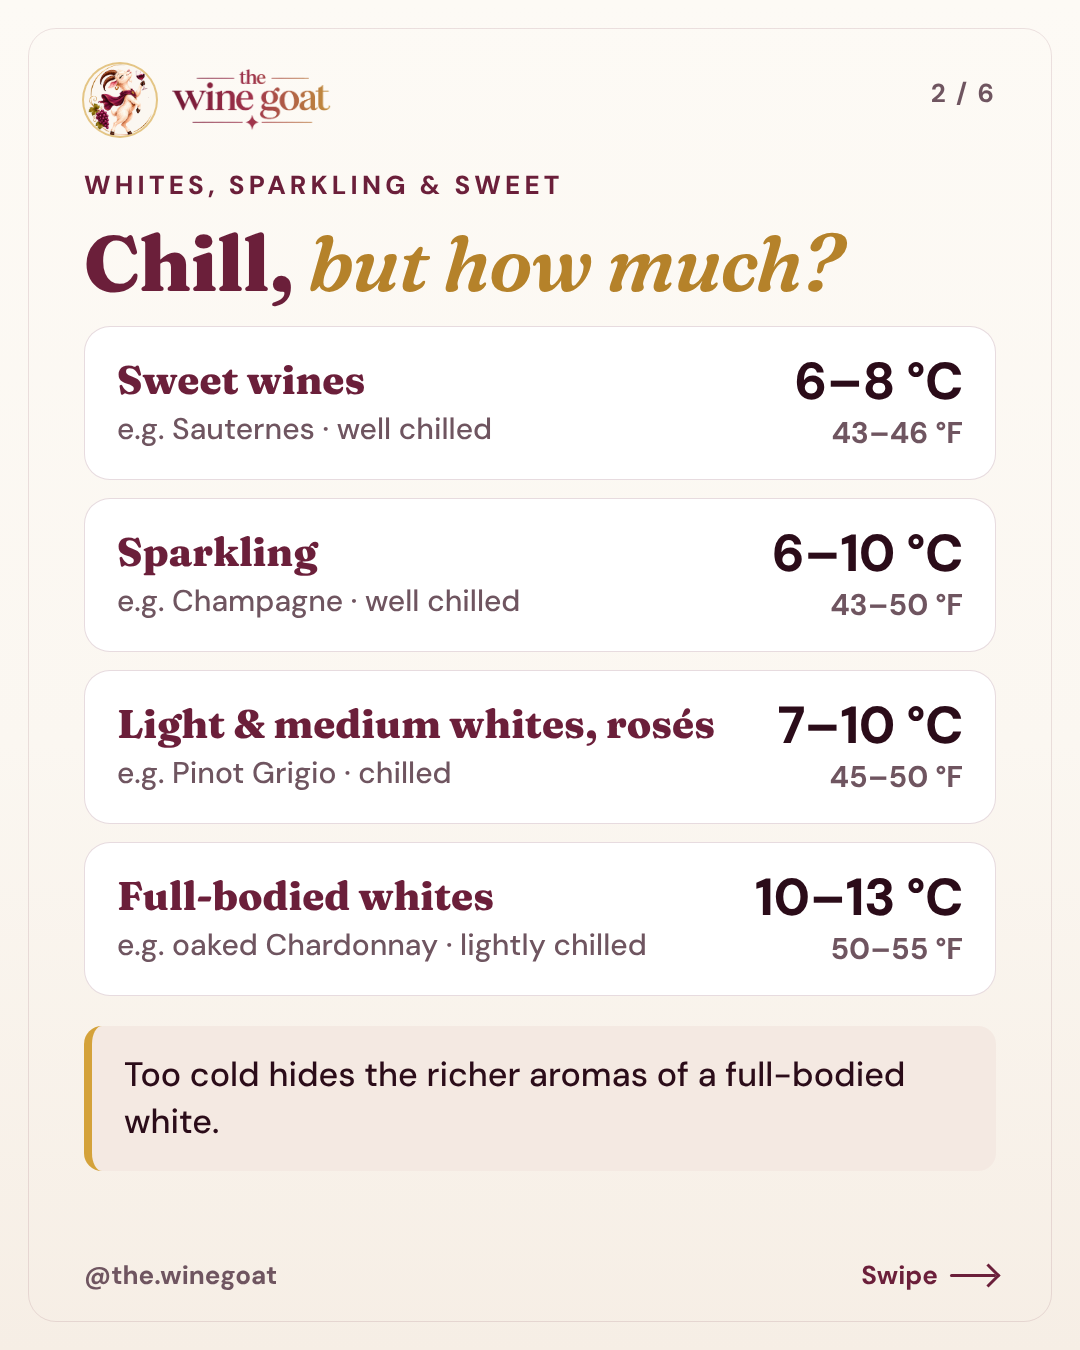 the
wine goat
2 / 6
WHITES, SPARKLING & SWEET
Chill, but how much?
Sweet wines
6–8 °C
e.g. Sauternes · well chilled
43–46 °F
Sparkling
6–10 °C
e.g. Champagne · well chilled
43–50 °F
Light & medium whites, rosés
7–10 °C
e.g. Pinot Grigio · chilled
45–50 °F
Full-bodied whites
10–13 °C
e.g. oaked Chardonnay · lightly chilled
50–55 °F
Too cold hides the richer aromas of a full-bodied
white.
@the.winegoat
Swipe →